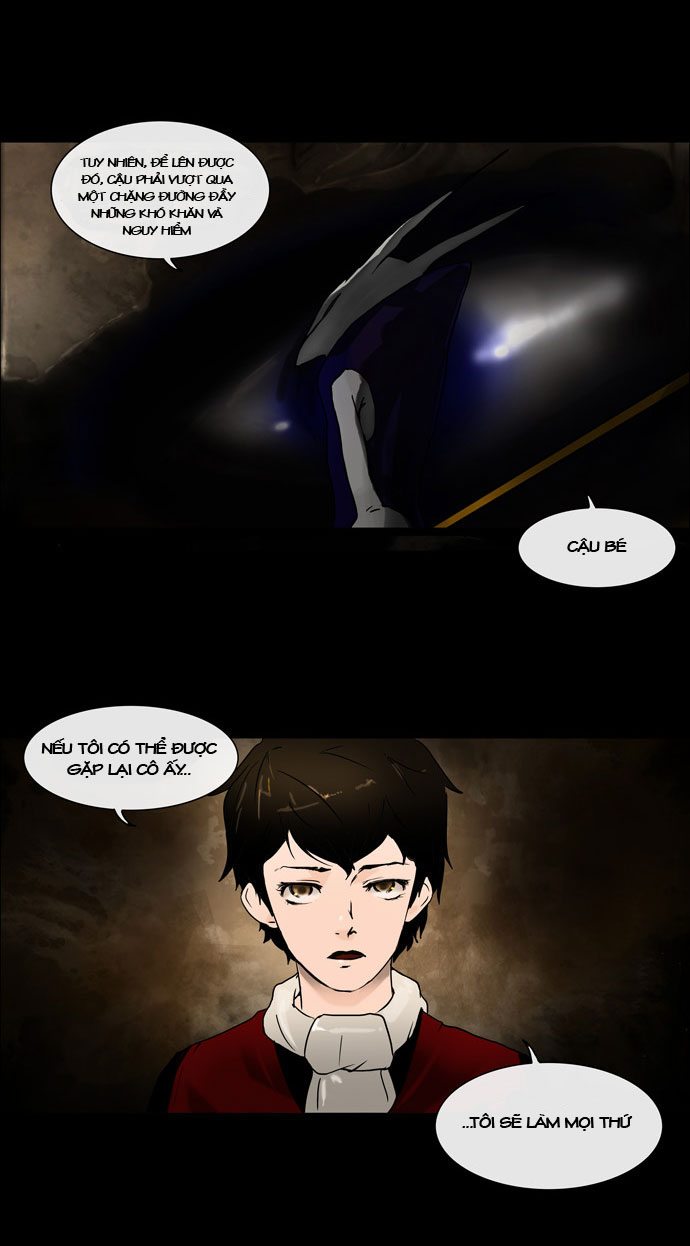 TUY NHIÊN, ĐỂ LÊN ĐƯỢC
ĐÓ, CẬU PHẢI VƯỢT QUA
MỘT CHẶNG ĐƯỜNG ĐẦY
NHỮNG KHÓ KHĂN VÀ
NGUY HIỂM
CẬU BÉ
NẾU TÔI CÓ THỂ ĐƯỢC
GẶP LẠI CÔ ẤY...
...TÔI SẼ LÀM MỌI THỨ